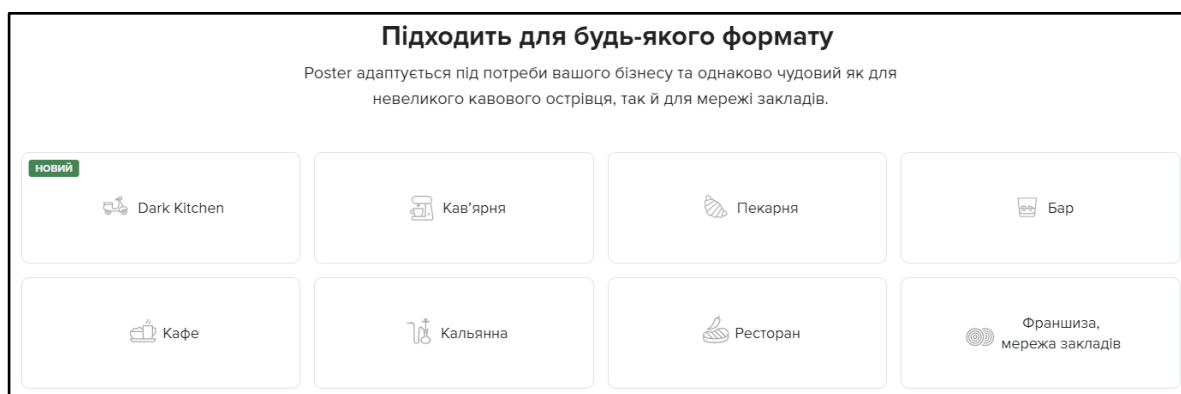 Підходить для будь-якого формату
Poster адаптується під потреби вашого бізнесу та однаково чудовий як для
невеликого кавового острівця, так й для мережі закладів.
НОВИЙ
Dark Kitchen
Кав'ярня
Пекарня
Бар
Кафе
Кальянна
Ресторан
Франшиза,
мережа закладів